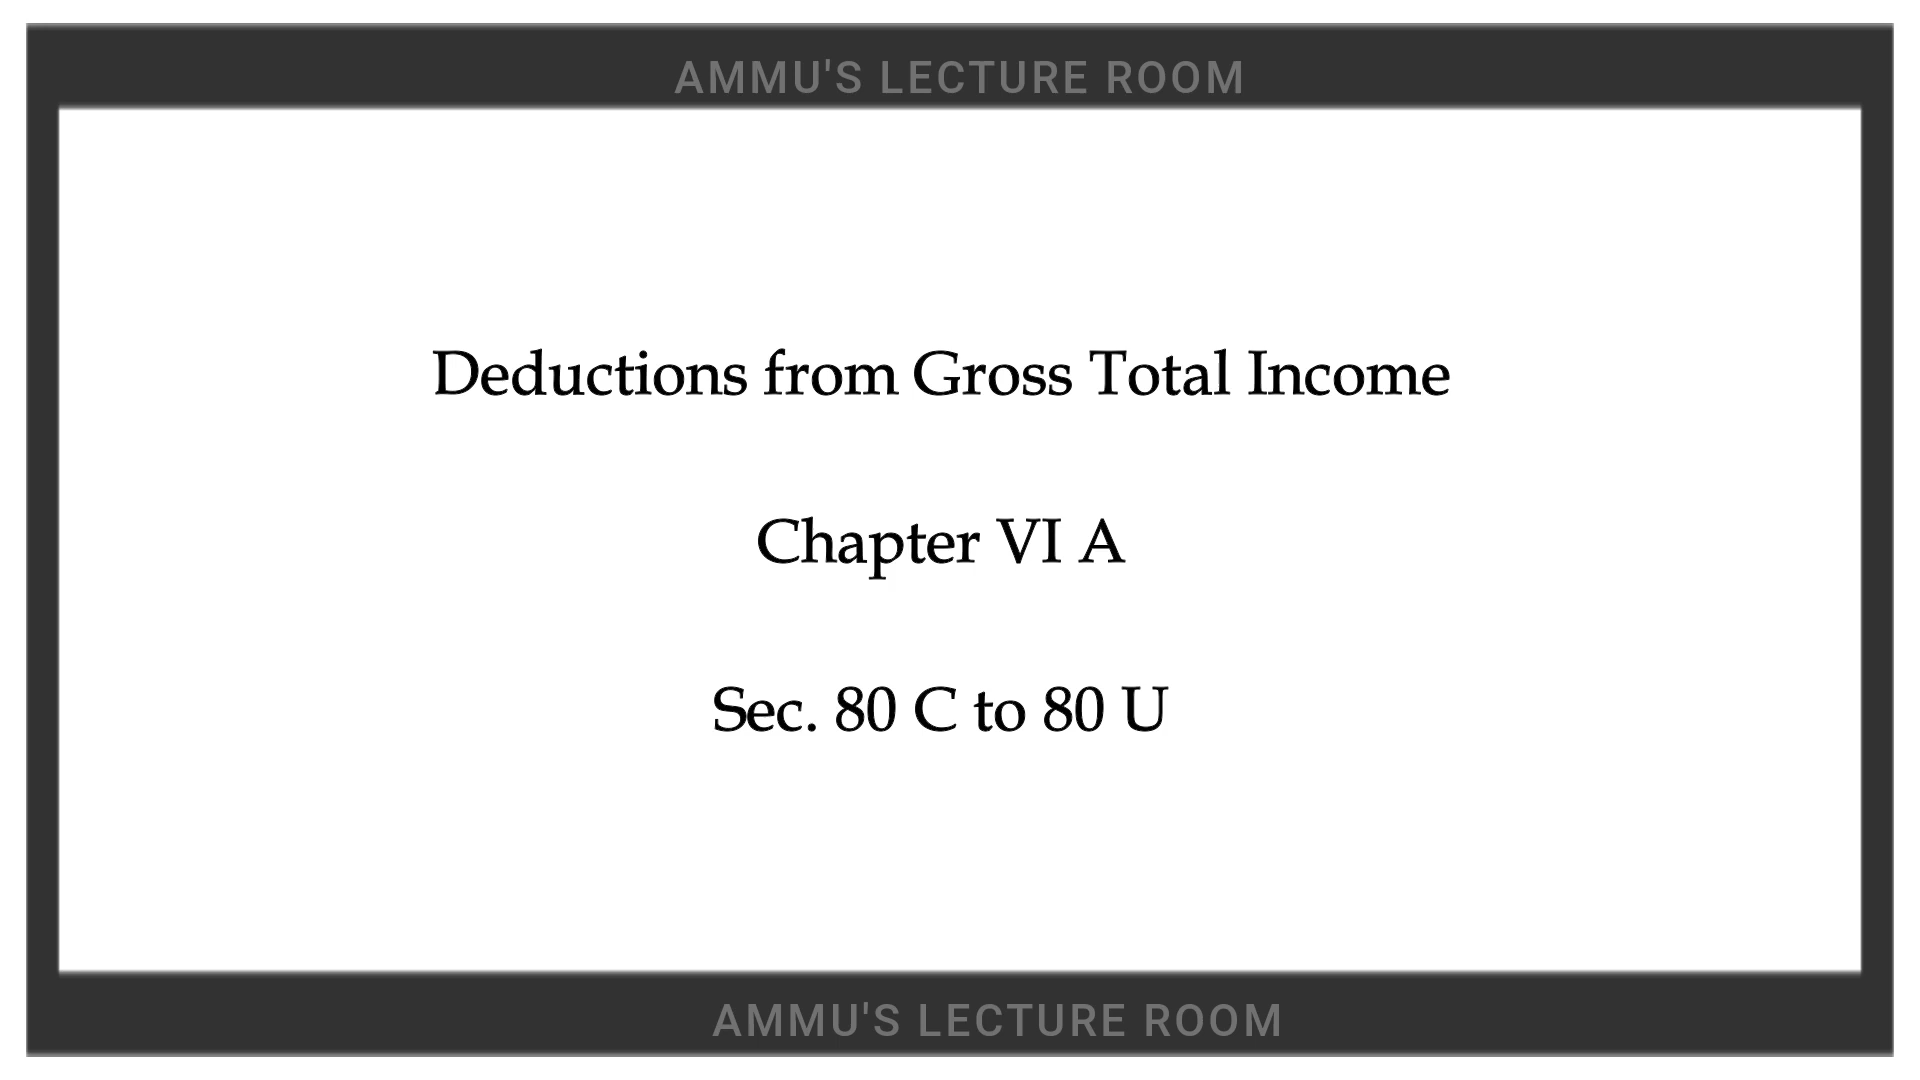 AMMU'S LECTURE ROOM
Deductions from Gross Total Income
Chapter VI A
Sec. 80 C to 80 U
AMMU'S LECTURE ROOM